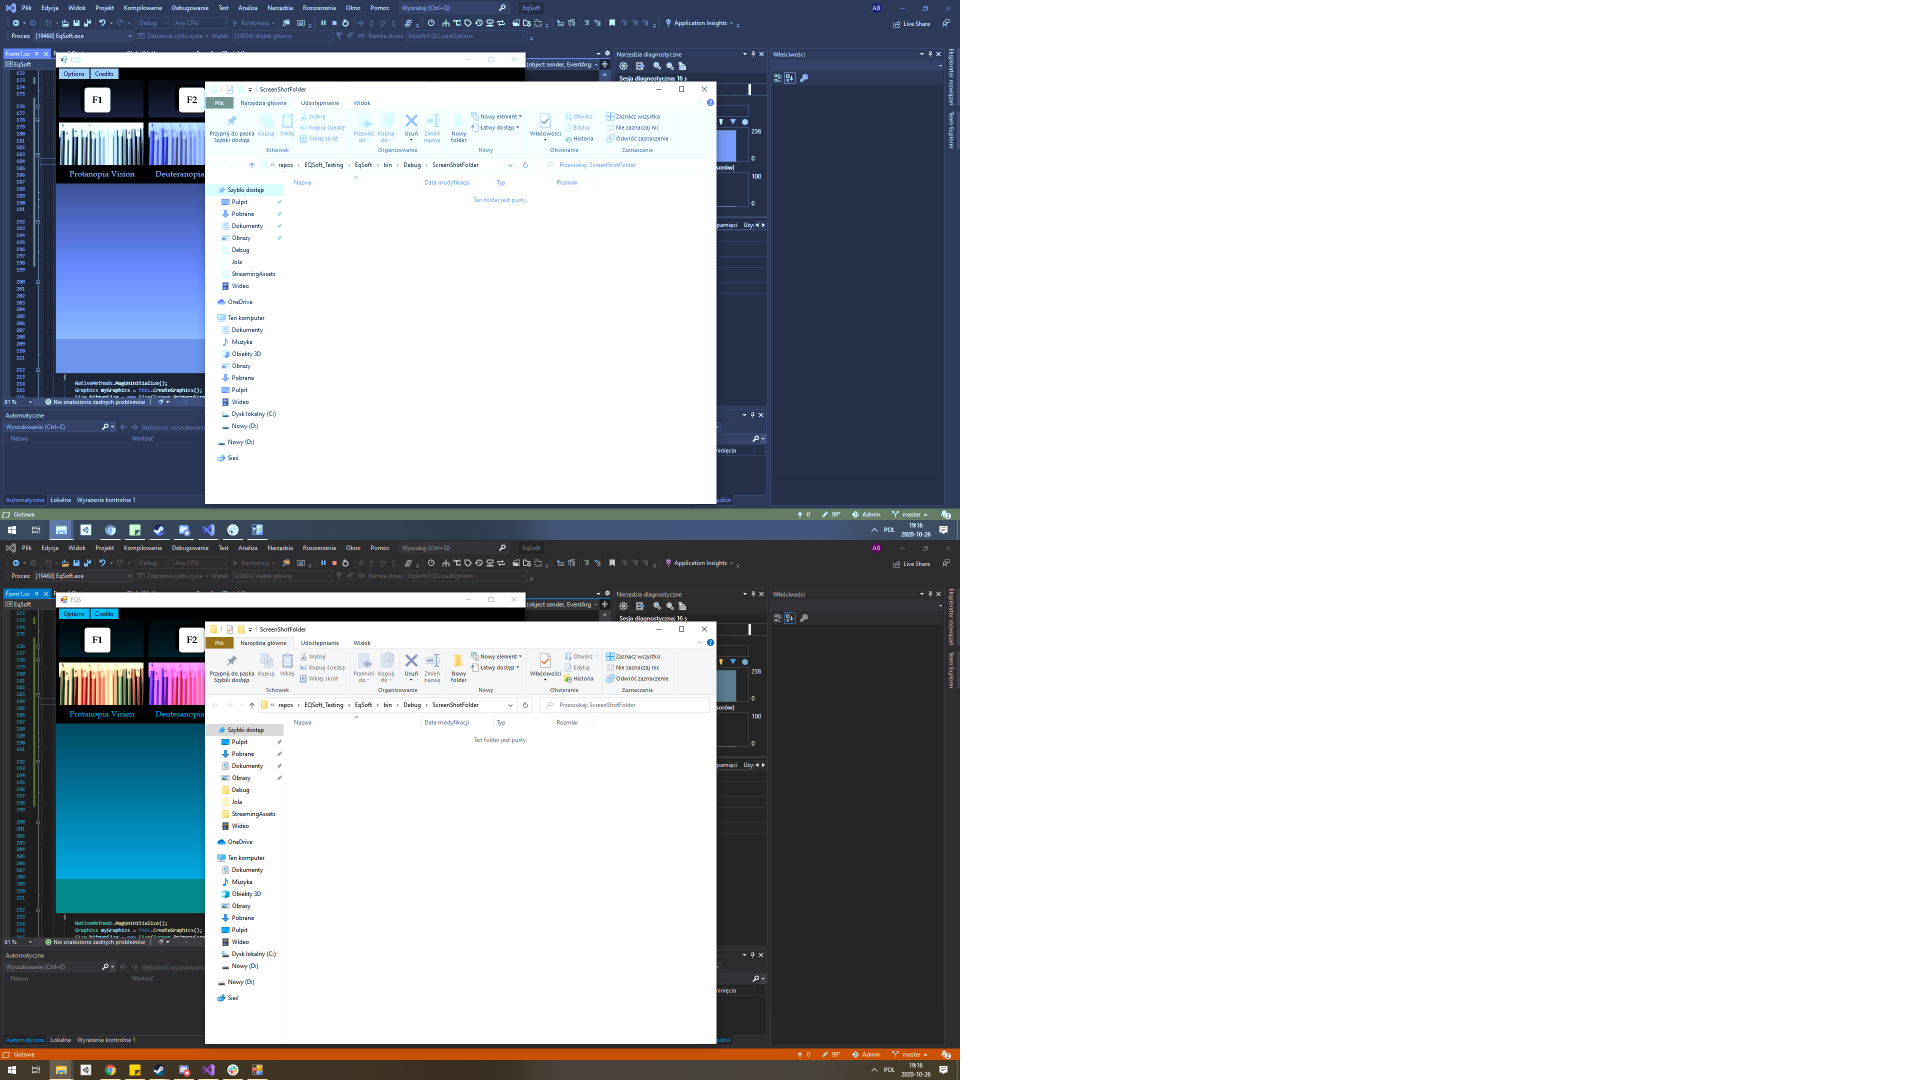 Plik Edycja Widok Projekt Kompilowanie Debugowanie Test Analiza Narzędzia Rozszerzenia Okno Pomoc Wyszukaj (Ctrl+Q) EqSoft AB
Debug Any CPU Kontynuuj Application Insights Live Share
Proces: [19460] EqSoft.exe Zdarzenia cyklu życia Wątek: [20624] Wątek główny Ramka stosu: EqSoft.FQS.LoadOptions
Form1.cs Narzędzia diagnostyczne Właściwości
EqSoft FQS (object sender, EventArg
Options Credits
Sesja diagnostyczna: 16 s
F1 F2
Protanopia Vision Deuteranopia
ScreenShotFolder
Plik Narzędzia główne Udostępnianie Widok
Przypnij do paska Szybki dostęp Kopiuj Wklej
Wytnij
Kopiuj ścieżkę
Wklej skrót
Przenieś do Kopiuj do Usuń Zmień nazwę
Nowy folder
Nowy element
Łatwy dostęp
Właściwości
Otwórz
Edytuj
Historia
Zaznacz wszystko
Nie zaznaczaj nic
Odwróć zaznaczenie
Schowek Organizowanie Nowy Otwieranie Zaznaczanie
repos EQSoft_Testing EqSoft bin Debug ScreenShotFolder Przeszukaj: ScreenShotFolder
Nazwa Data modyfikacji Typ Rozmiar
Ten folder jest pusty.
Szybki dostęp
Pulpit
Pobrane
Dokumenty
Obrazy
Debug
Jola
StreamingAssets
Wideo
OneDrive
Ten komputer
Dokumenty
Muzyka
Obiekty 3D
Obrazy
Pobrane
Pulpit
Wideo
Dysk lokalny (C:)
Nowy (D:)
Nowy (D:)
Sieć
236
0
100
0
Eksplorator rozwiązań Team Explorer
NativeMethods.MagUninitialize();
Graphics myGraphics = this.CreateGraphics();
81 % Nie znaleziono żadnych problemów
Automatyczne
Wyszukiwanie (Ctrl+E) Głębokość wyszukiwania
Nazwa Wartość
Automatyczne Lokalne Wyrażenie kontrolne 1
Gotowe 0 99+ Admin master 2
POL 19:16
2020-10-26
Plik Edycja Widok Projekt Kompilowanie Debugowanie Test Analiza Narzędzia Rozszerzenia Okno Pomoc Wyszukaj (Ctrl+Q) EqSoft AB
Debug Any CPU Kontynuuj Application Insights Live Share
Proces: [19460] EqSoft.exe Zdarzenia cyklu życia Wątek: [20624] Wątek główny Ramka stosu: EqSoft.FQS.LoadOptions
Form1.cs Narzędzia diagnostyczne Właściwości
EqSoft FQS (object sender, EventArg
Options Credits
Sesja diagnostyczna: 16 s
F1 F2
Protanopia Vision Deuteranopia
ScreenShotFolder
Plik Narzędzia główne Udostępnianie Widok
Przypnij do paska Szybki dostęp Kopiuj Wklej
Wytnij
Kopiuj ścieżkę
Wklej skrót
Przenieś do Kopiuj do Usuń Zmień nazwę
Nowy folder
Nowy element
Łatwy dostęp
Właściwości
Otwórz
Edytuj
Historia
Zaznacz wszystko
Nie zaznaczaj nic
Odwróć zaznaczenie
Schowek Organizowanie Nowy Otwieranie Zaznaczanie
repos EQSoft_Testing EqSoft bin Debug ScreenShotFolder Przeszukaj: ScreenShotFolder
Nazwa Data modyfikacji Typ Rozmiar
Ten folder jest pusty.
Szybki dostęp
Pulpit
Pobrane
Dokumenty
Obrazy
Debug
Jola
StreamingAssets
Wideo
OneDrive
Ten komputer
Dokumenty
Muzyka
Obiekty 3D
Obrazy
Pobrane
Pulpit
Wideo
Dysk lokalny (C:)
Nowy (D:)
Nowy (D:)
Sieć
236
0
100
0
Eksplorator rozwiązań Team Explorer
NativeMethods.MagUninitialize();
Graphics myGraphics = this.CreateGraphics();
81 % Nie znaleziono żadnych problemów
Automatyczne
Wyszukiwanie (Ctrl+E) Głębokość wyszukiwania
Nazwa Wartość
Automatyczne Lokalne Wyrażenie kontrolne 1
Gotowe 0 99+ Admin master 2
POL 19:16
2020-10-26